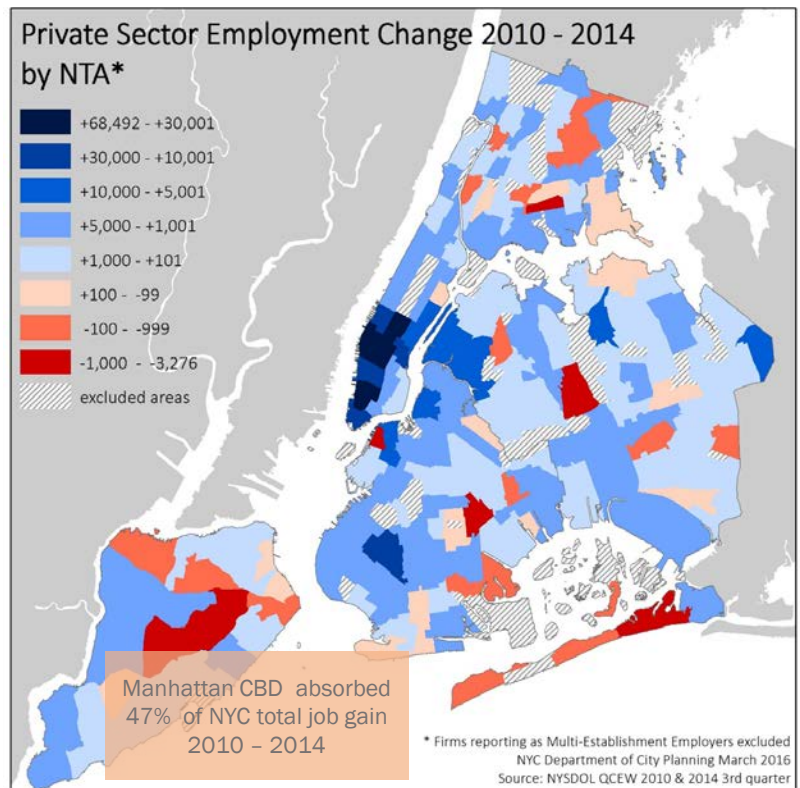 Private Sector Employment Change 2010 - 2014
by NTA*
+68,492 - +30,001
+30,000 - +10,001
+10,000 - +5,001
+5,000 - +1,001
+1,000 - +101
+100 - -99
-100 - -999
-1,000 - -3,276
excluded areas
Manhattan CBD absorbed
47% of NYC total job gain
2010 – 2014
* Firms reporting as Multi-Establishment Employers excluded
NYC Department of City Planning March 2016
Source: NYSDOL QCEW 2010 & 2014 3rd quarter